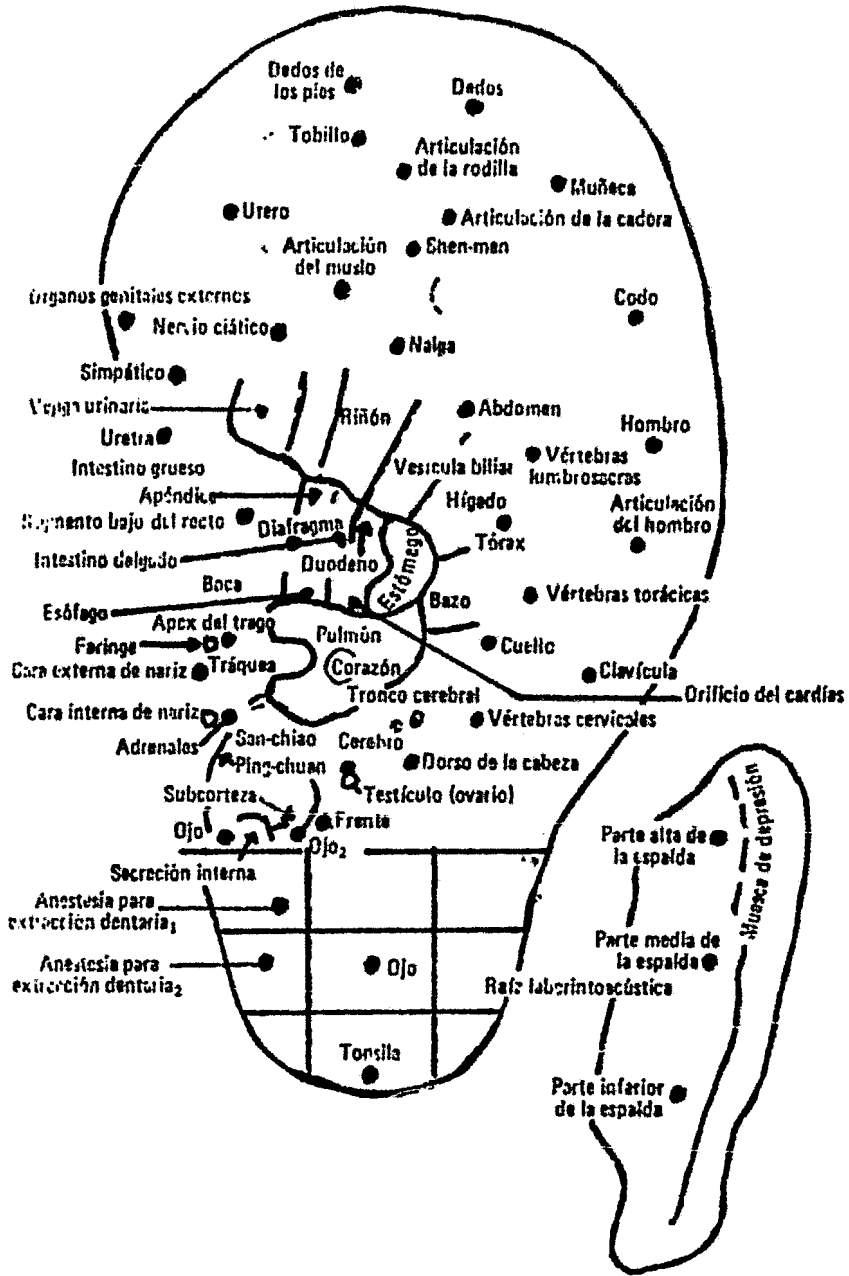 Dedos de
los pies
Dedos
Tobillo
Articulación
de la rodilla
Muñeca
Utero
Articulación de la cadera
Articulación
del muslo
Shen-men
Organos genitales externos
Codo
Nervio ciático
Nalga
Simpático
Vejiga urinaria
Riñón
Abdomen
Uretra
Hombro
Intestino grueso
Vesícula biliar
Vértebras
lumbrosacras
Apéndice
Hígado
Articulación
del hombro
Segmento bajo del recto
Diafragma
Estómago
Tórax
Intestino delgado
Duodeno
Boca
Bazo
Vértebras torácicas
Esófago
Apex del trago
Pulmón
Faringe
Cuello
Cara externa de nariz
Tráquea
Corazón
Clavícula
Tronco cerebral
Orificio del cardias
Cara interna de nariz
Vértebras cervicales
Adrenales
San-chiao
Cerebro
Ping-chuan
Dorso de la cabeza
Subcorteza
Testículo (ovario)
Ojo
Frente
Ojo₂
Parte alta de
la espalda
Muesca de depresión
Secreción interna
Anestesia para
extracción dentaria₁
Parte media de
la espalda
Anestesia para
extracción dentaria₂
Ojo
Raíz laberintoacústica
Tonsila
Parte inferior
de la espalda